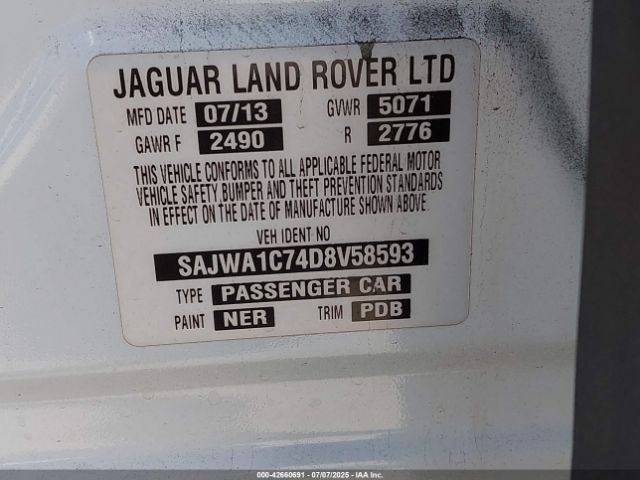 JAGUAR LAND ROVER LTD
MFD DATE 07/13 GVWR 5071
GAWR F 2490 R 2776
THIS VEHICLE CONFORMS TO ALL APPLICABLE FEDERAL MOTOR
VEHICLE SAFETY BUMPER AND THEFT PREVENTION STANDARDS
IN EFFECT ON THE DATE OF MANUFACTURE SHOWN ABOVE.
VEH IDENT NO
SAJWA1C74D8V58593
TYPE PASSENGER CAR
PAINT NER TRIM PDB
000-42660691 - 07/07/2025 - IAA Inc.